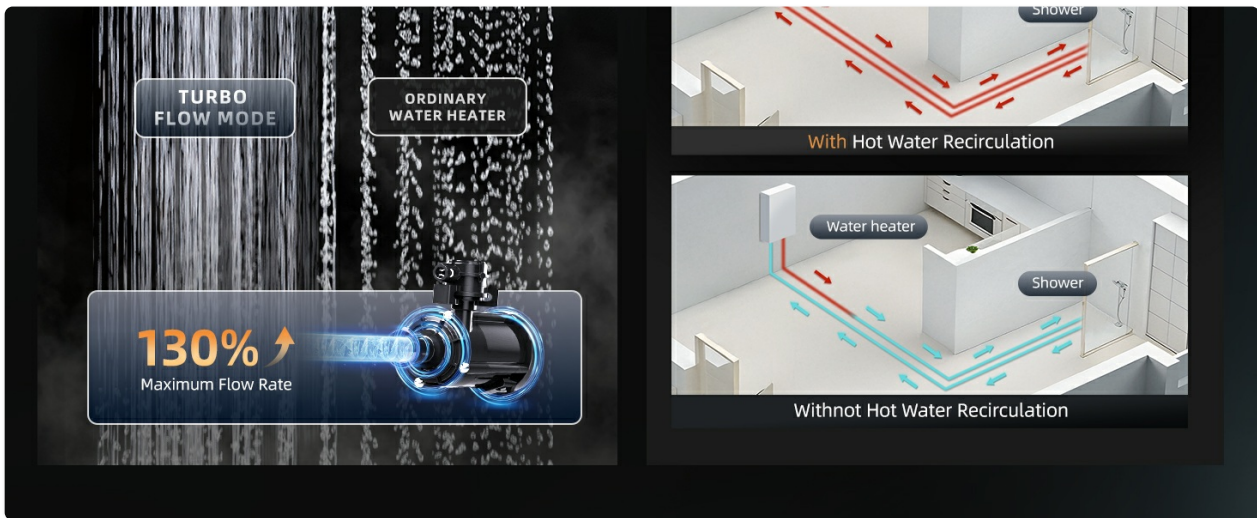 TURBO
FLOW MODE
ORDINARY
WATER HEATER
130%
Maximum Flow Rate
Shower
With Hot Water Recirculation
Water heater
Shower
Withnot Hot Water Recirculation